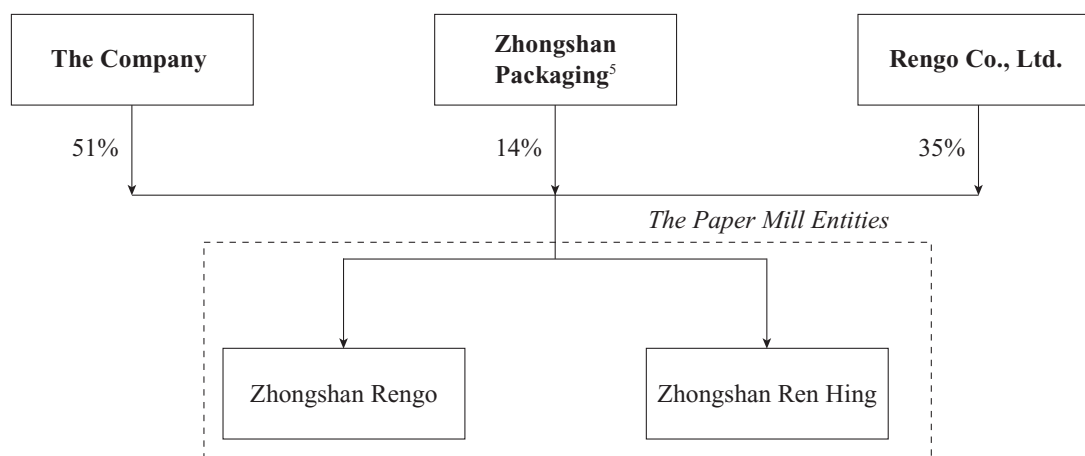 The Company
Zhongshan
Packaging5
Rengo Co., Ltd.
51%
14%
35%
The Paper Mill Entities
Zhongshan Rengo
Zhongshan Ren Hing